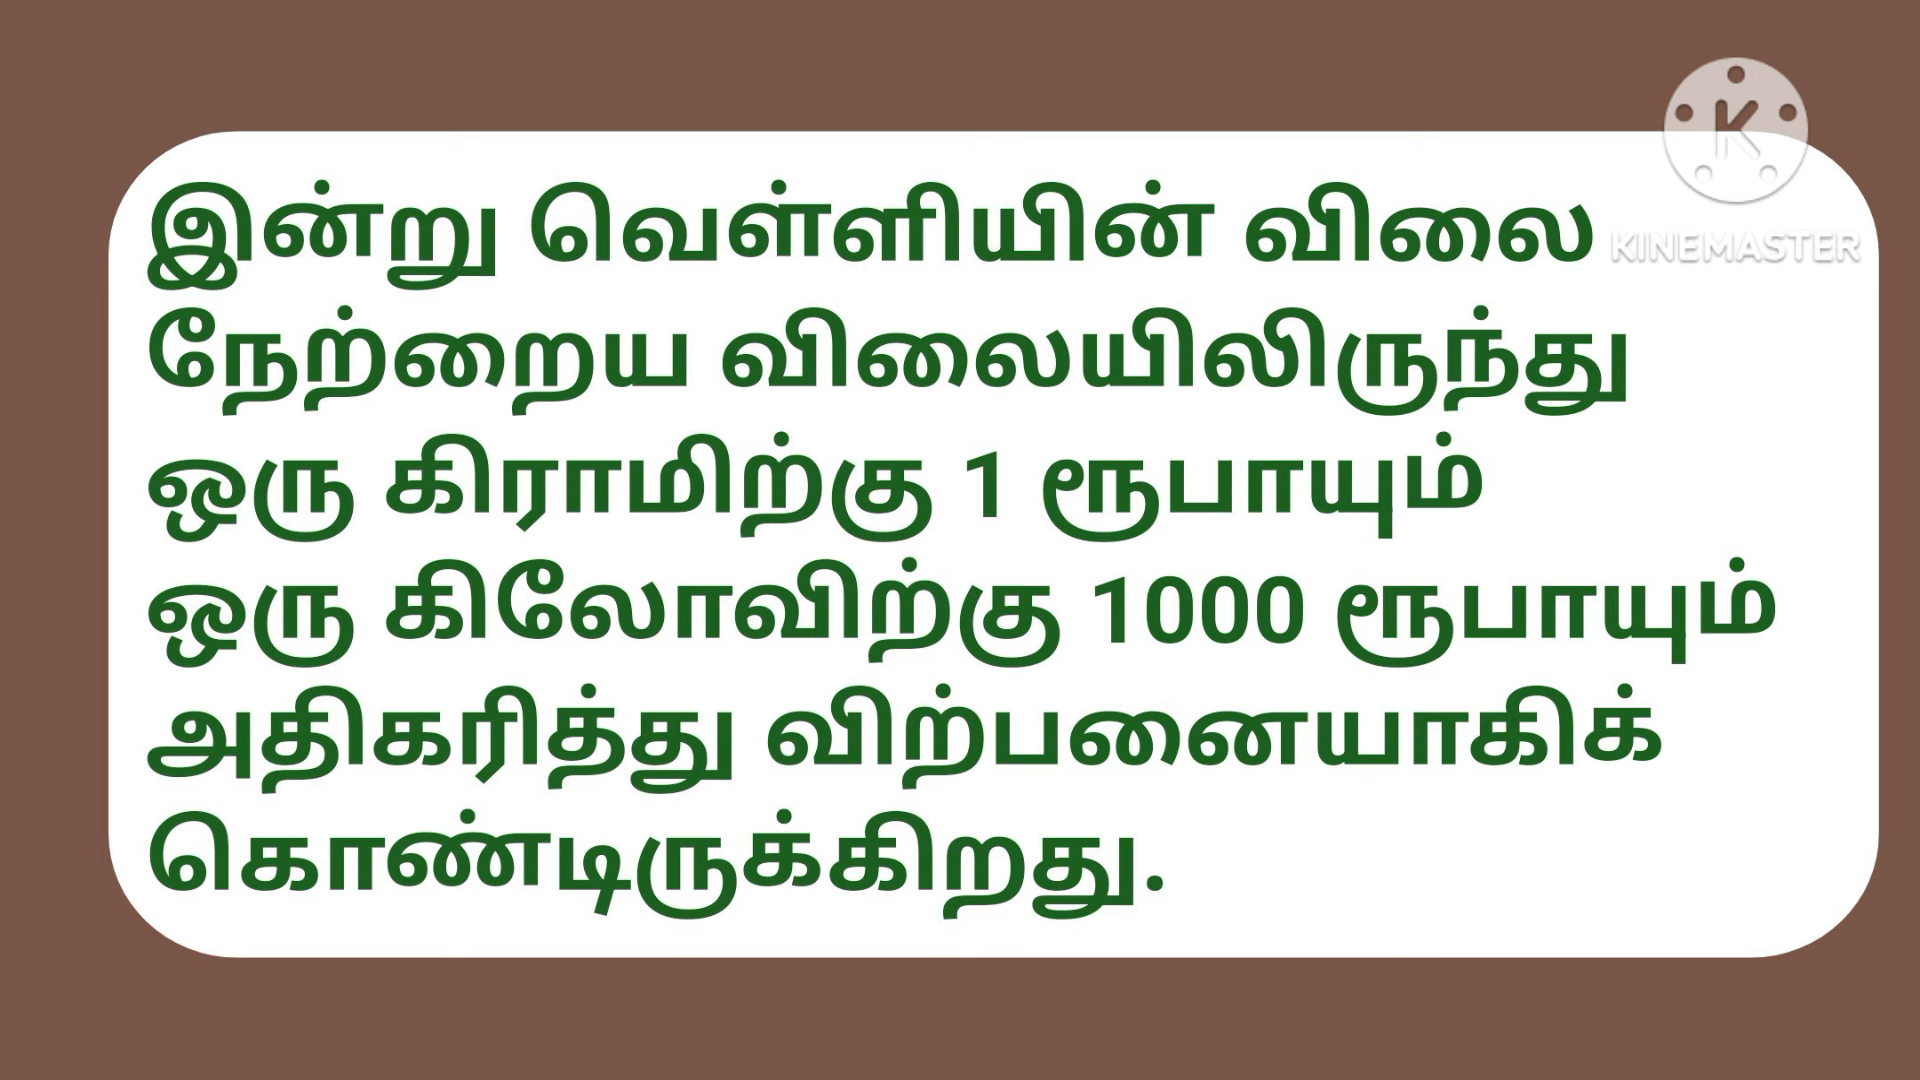 இன்று வெள்ளியின் விலை
KINEMASTER
நேற்றைய விலையிலிருந்து
ஒரு கிராமிற்கு 1 ரூபாயும்
ஒரு கிலோவிற்கு 1000 ரூபாயும்
அதிகரித்து விற்பனையாகிக்
கொண்டிருக்கிறது.